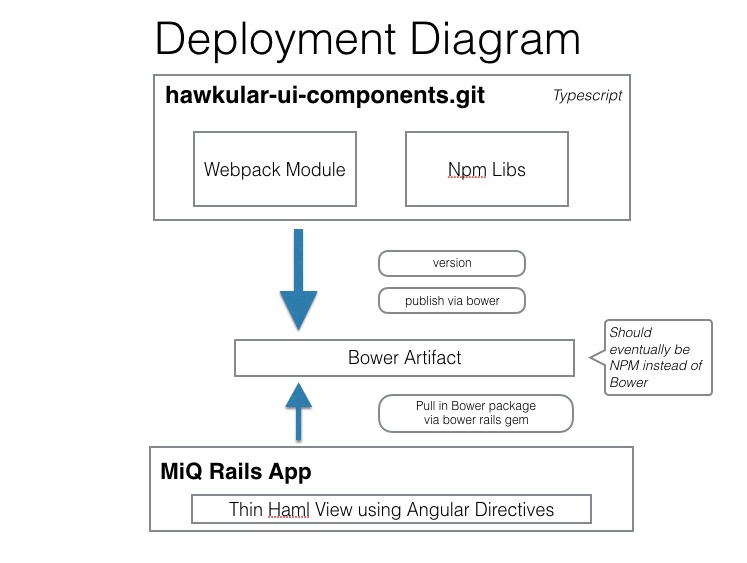 Deployment Diagram
hawkular-ui-components.git
Typescript
Webpack Module
Npm Libs
version
publish via bower
Should
eventually be
NPM instead of
Bower
Bower Artifact
Pull in Bower package
via bower rails gem
MiQ Rails App
Thin Haml View using Angular Directives